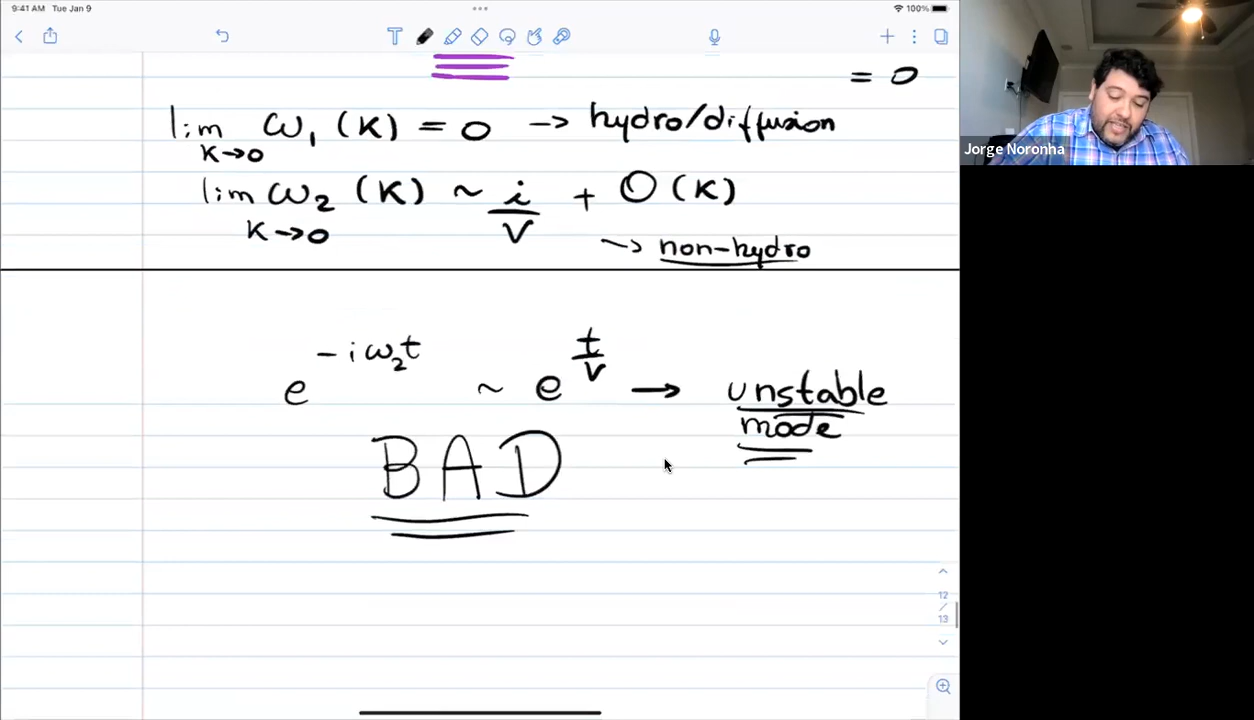 9:41 AM Tue Jan 9
100%
= 0
lim ω₁ (K) = 0 → hydro/diffusion
K→0
lim ω₂ (K) ~ i/V + O(K)
K→0
→ non-hydro
e^(-iω₂t) ~ e^(t/V) → unstable
mode
BAD
12
/
13
Jorge Noronha